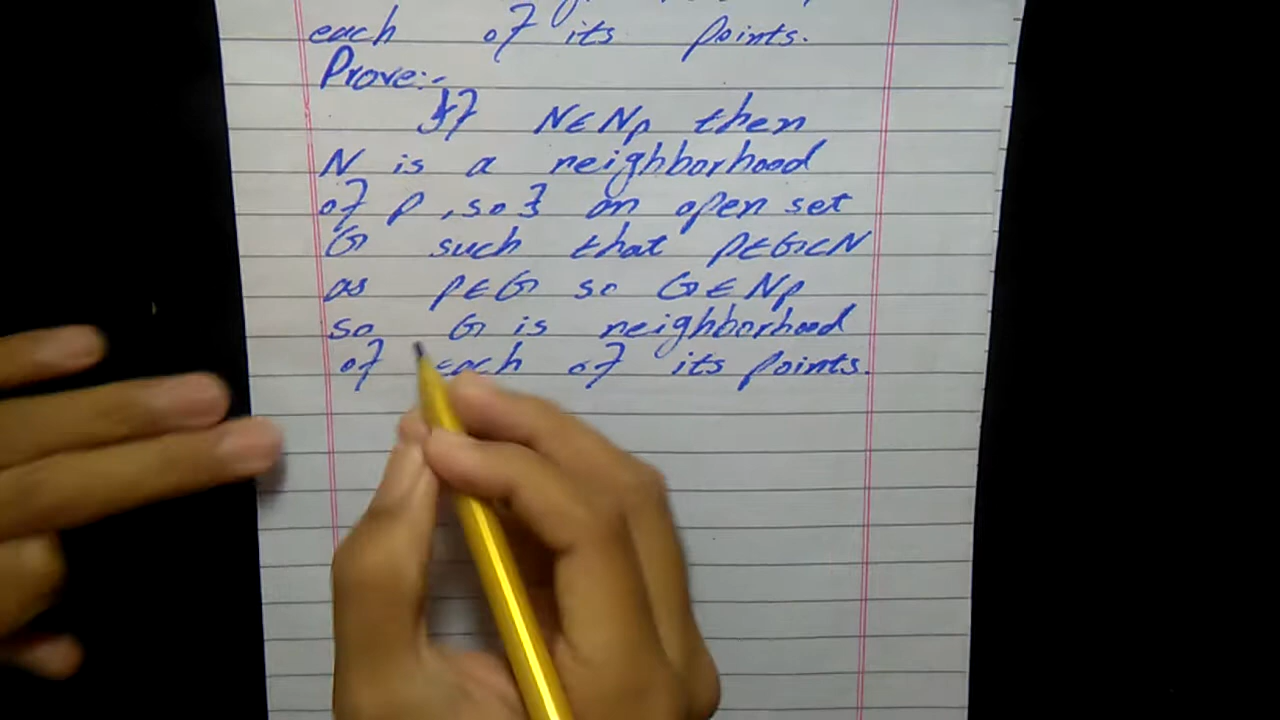 each of its points.
Prove:-
If N∈Np then
N is a neighborhood
of p, so ∃ an open set
G such that p∈G⊂N
as p∈G so G∈Np
so G is neighborhood
of each of its points.